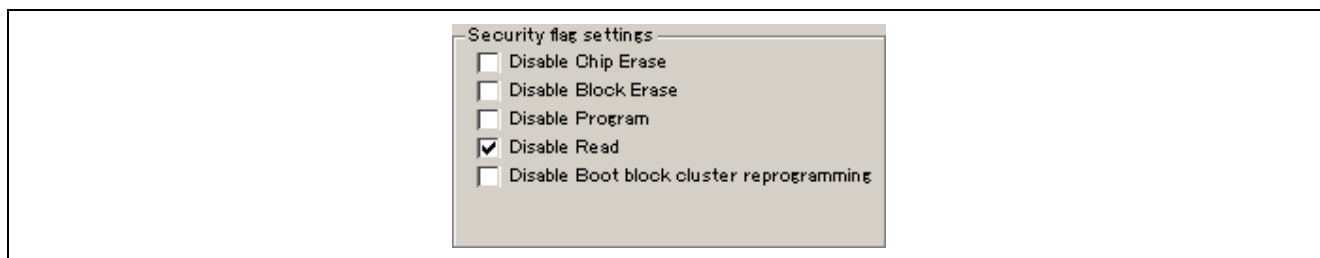 Security flag settings
Disable Chip Erase
Disable Block Erase
Disable Program
Disable Read
Disable Boot block cluster reprogramming